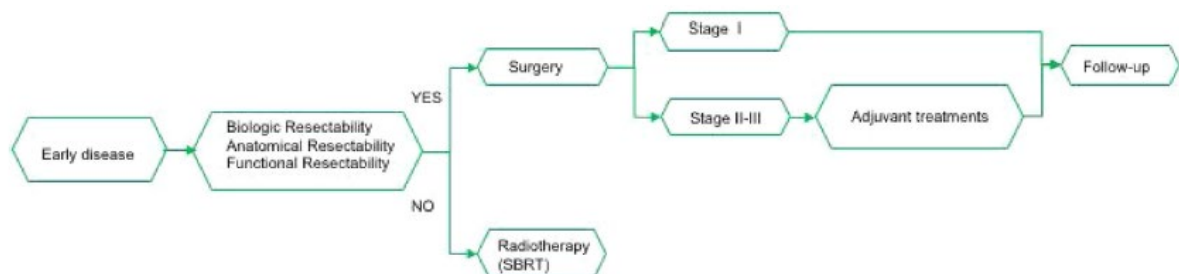 Early disease
Biologic Resectability
Anatomical Resectability
Functional Resectability
YES
NO
Surgery
Radiotherapy
(SBRT)
Stage I
Stage II-III
Adjuvant treatments
Follow-up